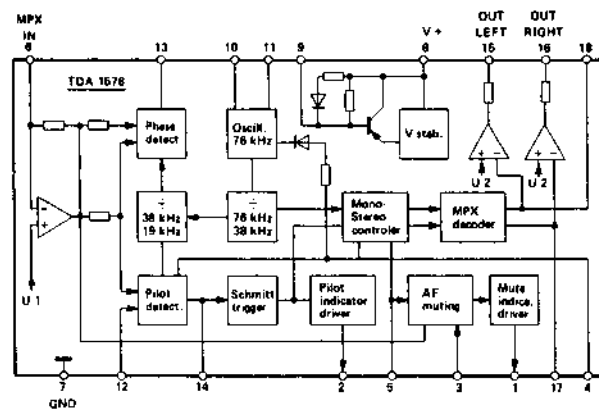 MPX IN
OUT LEFT
OUT RIGHT
V +
6
13
10
11
9
8
15
16
18
TDA 1578
Phase detect
Oscill. 76 kHz
V stab.
U 2
U 2
÷ 38 kHz 19 kHz
÷ 76 kHz 38 kHz
Mono-Stereo controler
MPX decoder
U 1
Pilot detect.
Schmitt trigger
Pilot indicator driver
AF muting
Mute indica. driver
7
12
14
2
5
3
1
17
4
GND